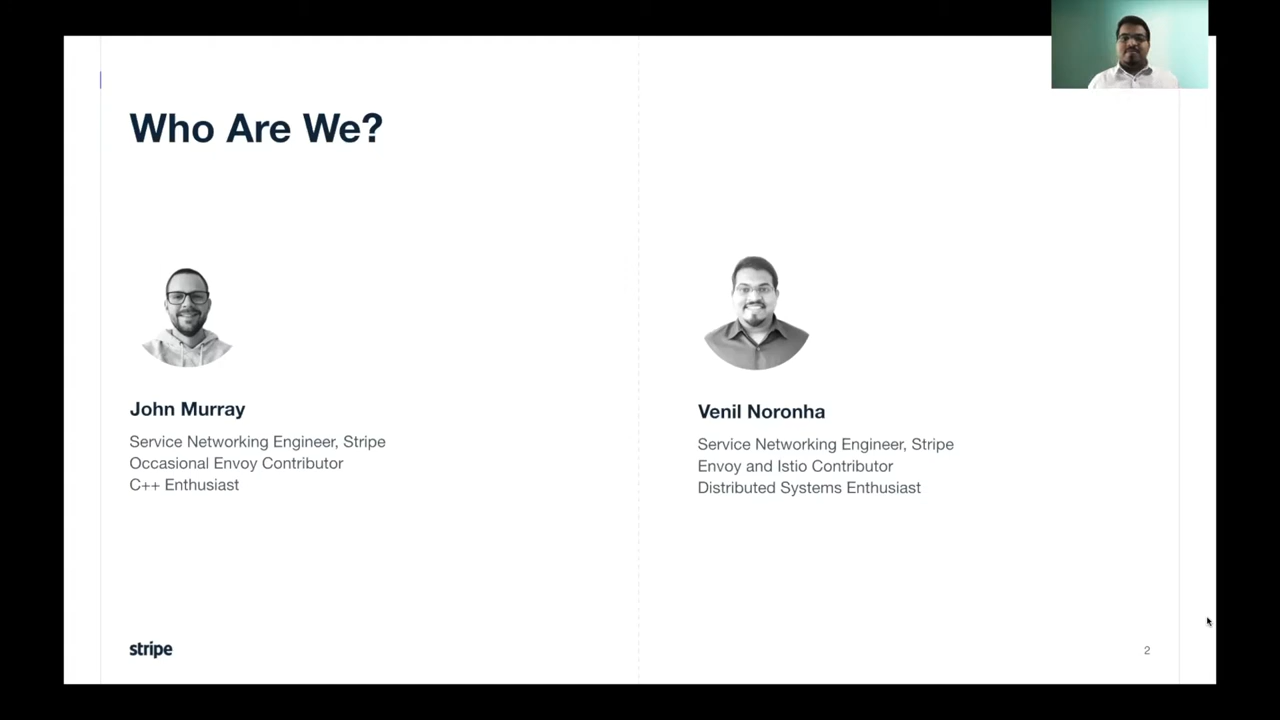 Who Are We?
John Murray
Service Networking Engineer, Stripe
Occasional Envoy Contributor
C++ Enthusiast
Venil Noronha
Service Networking Engineer, Stripe
Envoy and Istio Contributor
Distributed Systems Enthusiast
stripe
2